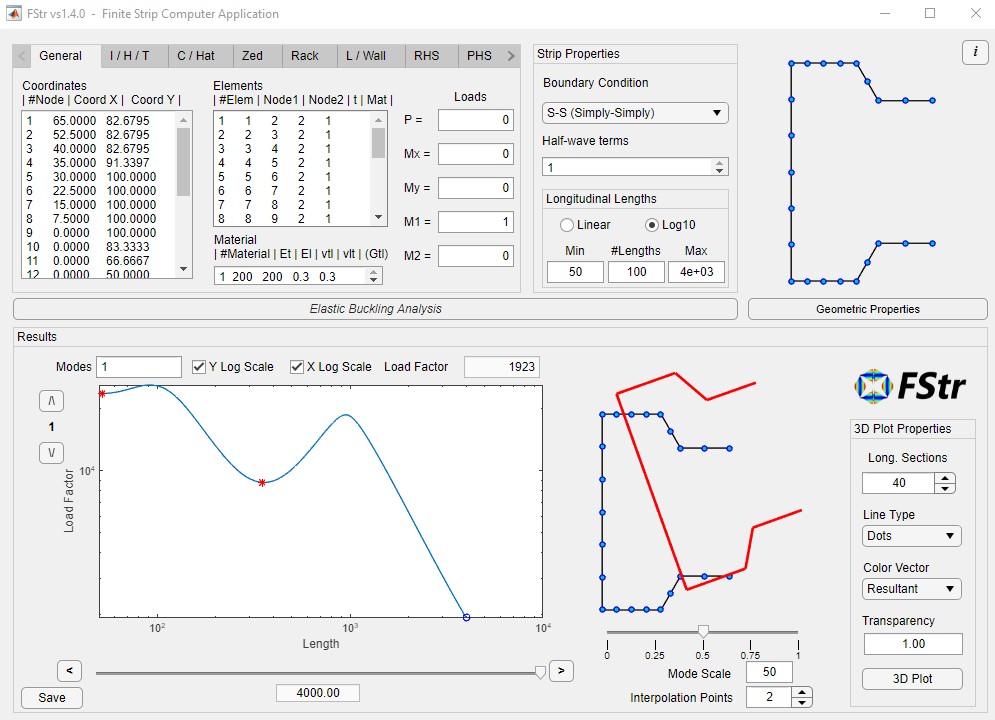 FStr vs1.4.0 - Finite Strip Computer Application
General I / H / T C / Hat Zed Rack L / Wall RHS PHS
Coordinates
| #Node | Coord X | Coord Y |
1 65.0000 82.6795
2 52.5000 82.6795
3 40.0000 82.6795
4 35.0000 91.3397
5 30.0000 100.0000
6 22.5000 100.0000
7 15.0000 100.0000
8 7.5000 100.0000
9 0.0000 100.0000
10 0.0000 83.3333
11 0.0000 66.6667
12 0.0000 50.0000
Elements
| #Elem | Node1 | Node2 | t | Mat |
1 1 2 2 1
2 2 3 2 1
3 3 4 2 1
4 4 5 2 1
5 5 6 2 1
6 6 7 2 1
7 7 8 2 1
8 8 9 2 1
Material
| #Material | Et | El | vtl | vlt | (Gtl)
1 200 200 0.3 0.3
Loads
P = 0
Mx = 0
My = 0
M1 = 1
M2 = 0
Strip Properties
Boundary Condition
S-S (Simply-Simply)
Half-wave terms
1
Longitudinal Lengths
Linear Log10
Min #Lengths Max
50 100 4e+03
i
Elastic Buckling Analysis
Geometric Properties
Results
Modes 1 Y Log Scale X Log Scale Load Factor 1923
/\
1
\/
Load Factor
10^4
10^2 10^3 10^4
Length
< >
4000.00
Save
0 0.25 0.5 0.75 1
Mode Scale 50
Interpolation Points 2
FStr
3D Plot Properties
Long. Sections
40
Line Type
Dots
Color Vector
Resultant
Transparency
1.00
3D Plot